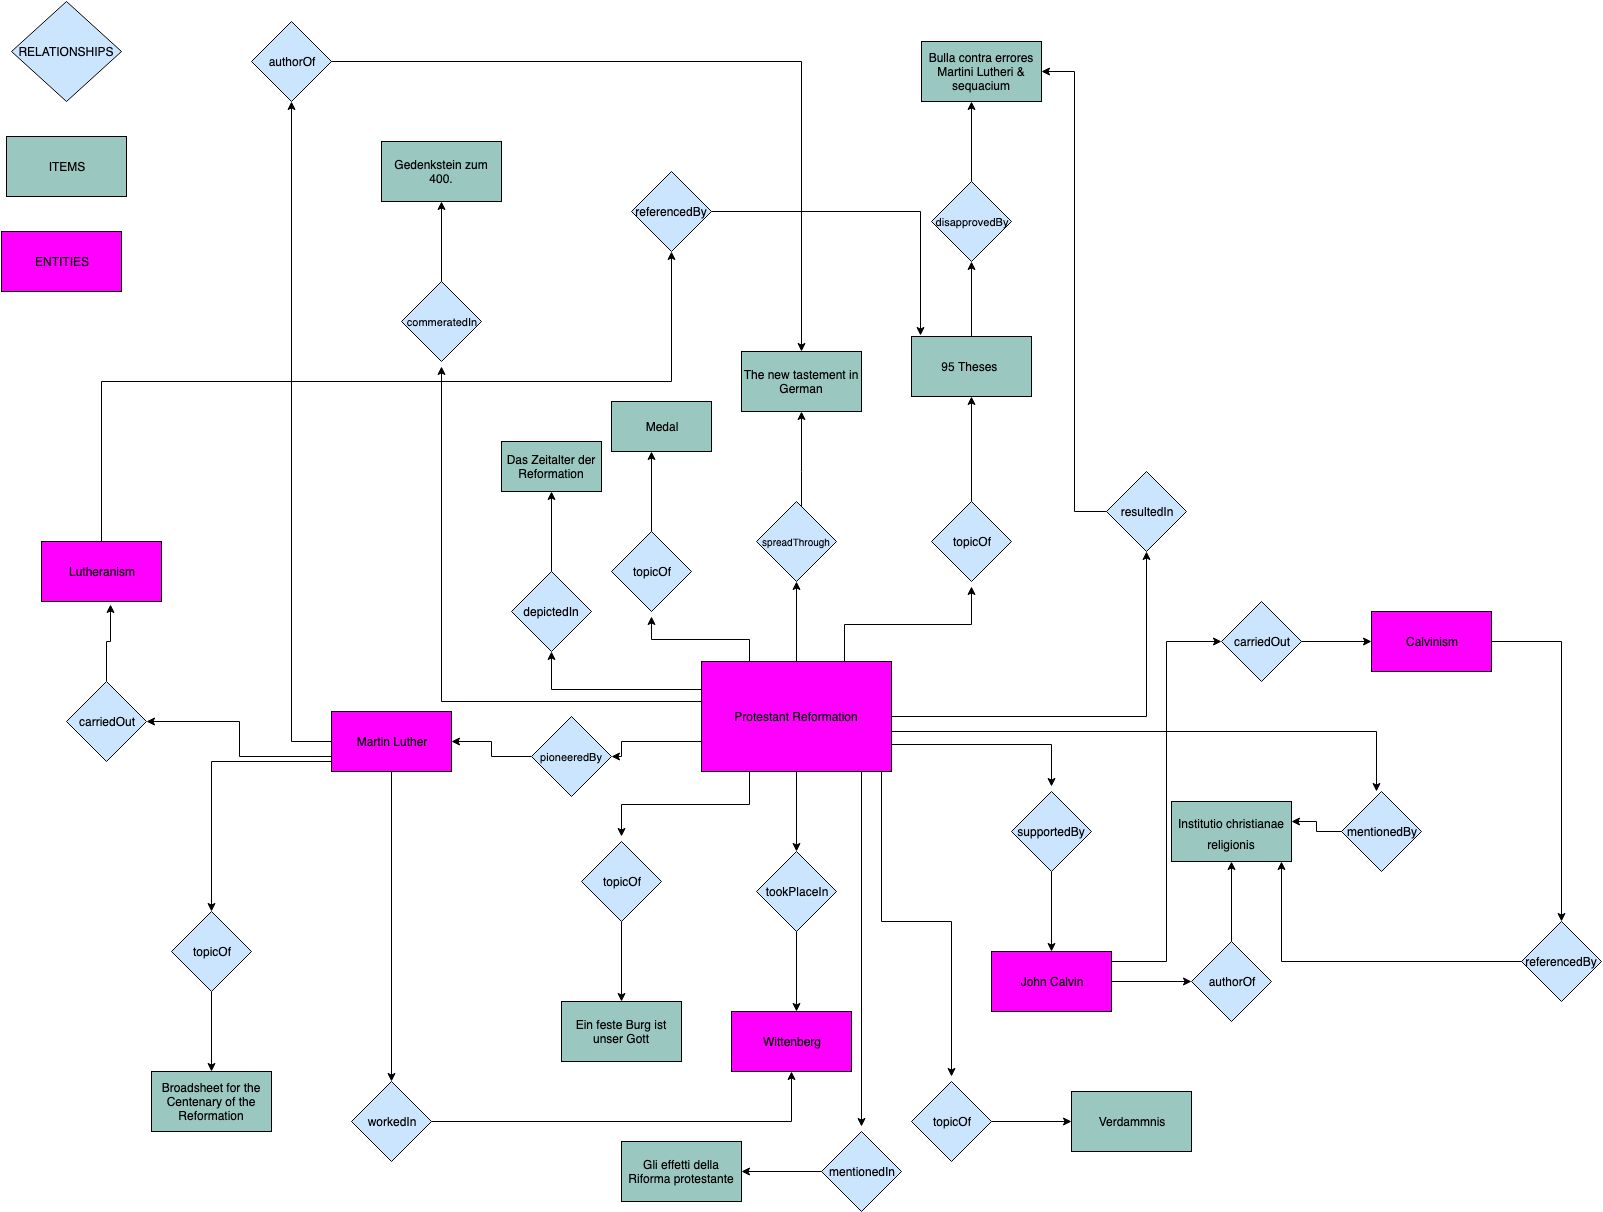 RELATIONSHIPS
authorOf
Bulla contra errores
Martini Lutheri &
sequacium
ITEMS
Gedenkstein zum
400.
referencedBy
disapprovedBy
ENTITIES
commeratedIn
The new tastement in
German
95 Theses
Medal
Das Zeitalter der
Reformation
resultedIn
spreadThrough
topicOf
Lutheranism
topicOf
depictedIn
carriedOut
Calvinism
carriedOut
Martin Luther
pioneeredBy
Protestant Reformation
supportedBy
Institutio christianae
religionis
mentionedBy
topicOf
tookPlaceIn
topicOf
John Calvin
authorOf
referencedBy
Ein feste Burg ist
unser Gott
Wittenberg
Broadsheet for the
Centenary of the
Reformation
workedIn
topicOf
Verdammnis
Gli effetti della
Riforma protestante
mentionedIn